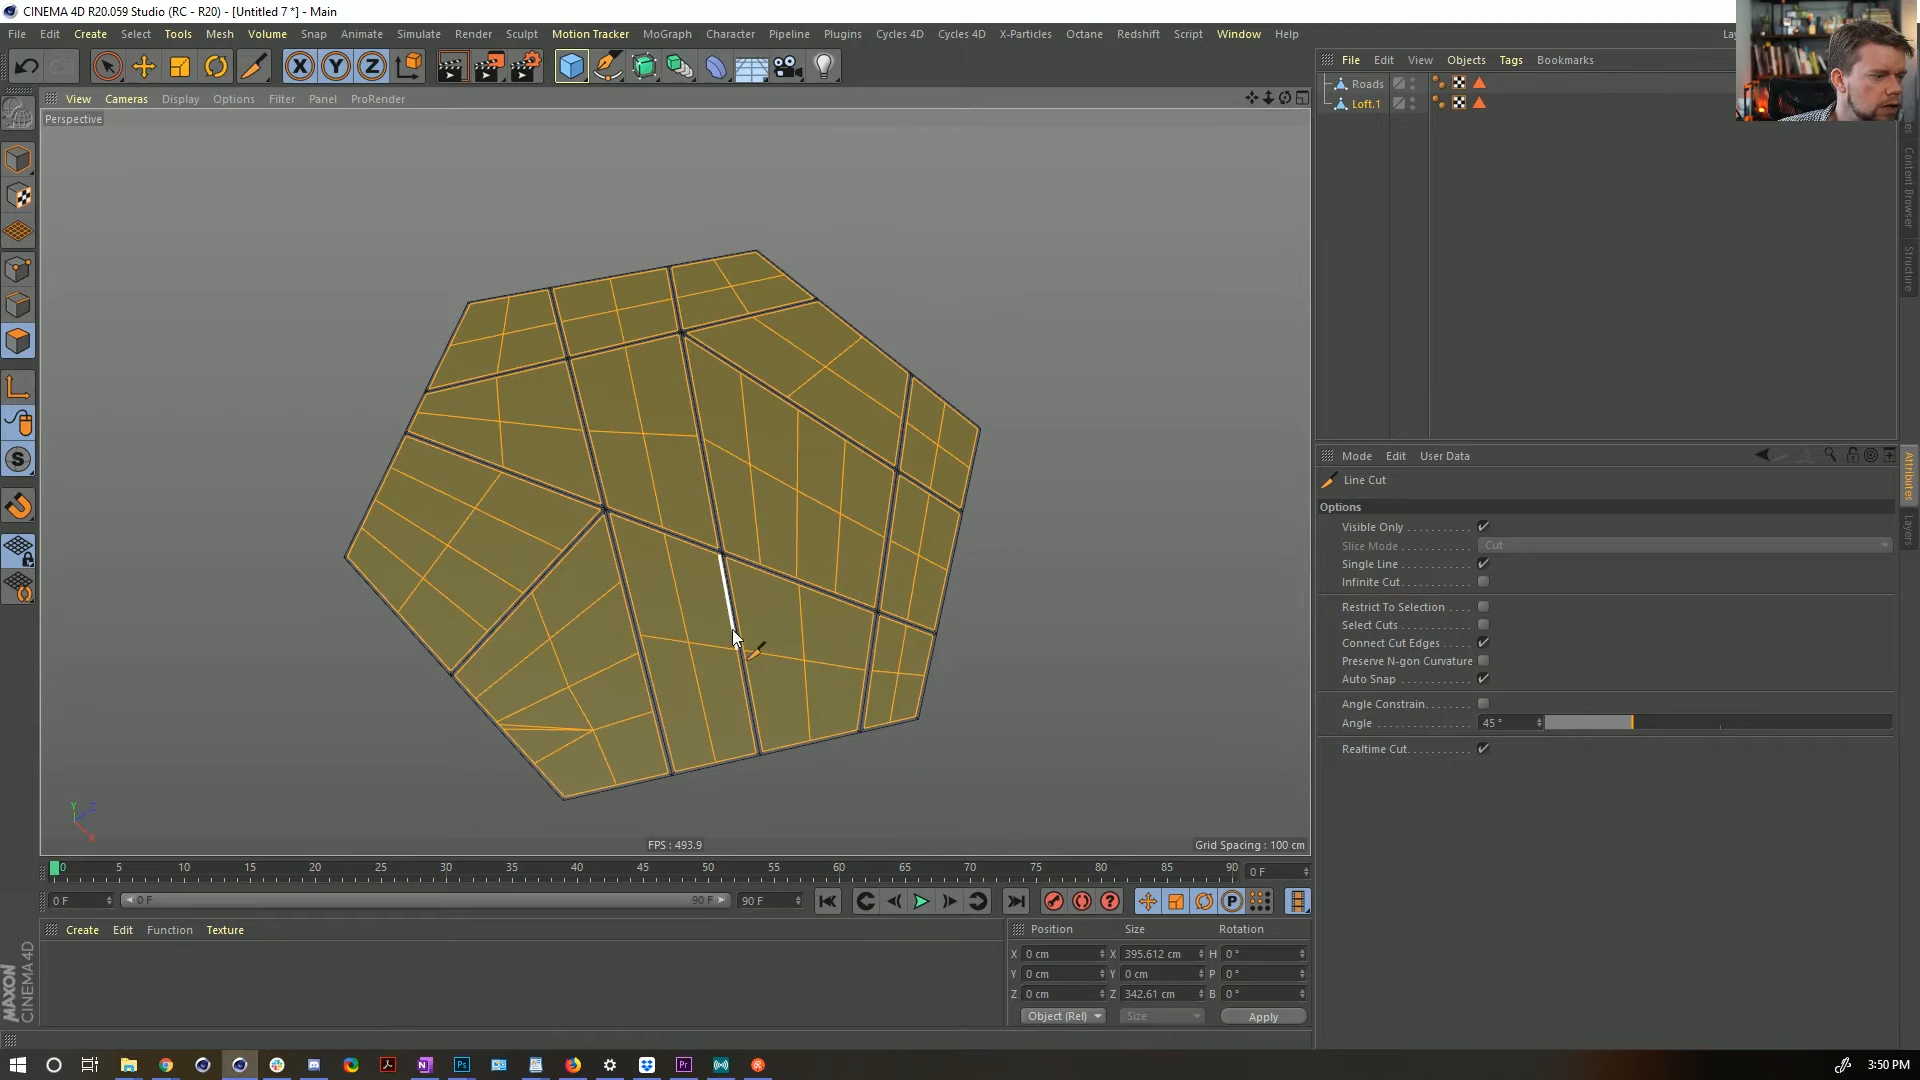 CINEMA 4D R20.059 Studio (RC - R20) - [Untitled 7 *] - Main
File Edit Create Select Tools Mesh Volume Snap Animate Simulate Render Sculpt Motion Tracker MoGraph Character Pipeline Plugins Cycles 4D Cycles 4D X-Particles Octane Redshift Script Window Help
File Edit View Objects Tags Bookmarks
View Cameras Display Options Filter Panel ProRender
Perspective
Roads
Loft.1
Content Browser
Structure
Mode Edit User Data
Line Cut
Options
Visible Only
Slice Mode Cut
Single Line
Infinite Cut
Restrict To Selection
Select Cuts
Connect Cut Edges
Preserve N-gon Curvature
Auto Snap
Angle Constrain
Angle 45 °
Realtime Cut
Attributes
Layers
Y Z X
FPS : 493.9
Grid Spacing : 100 cm
0 5 10 15 20 25 30 35 40 45 50 55 60 65 70 75 80 85 90 0 F
0 F 0 F 90 F 90 F
Create Edit Function Texture
Position Size Rotation
X 0 cm X 395.612 cm H 0 °
Y 0 cm Y 0 cm P 0 °
Z 0 cm Z 342.61 cm B 0 °
Object (Rel) Size Apply
MAXON CINEMA 4D
3:50 PM